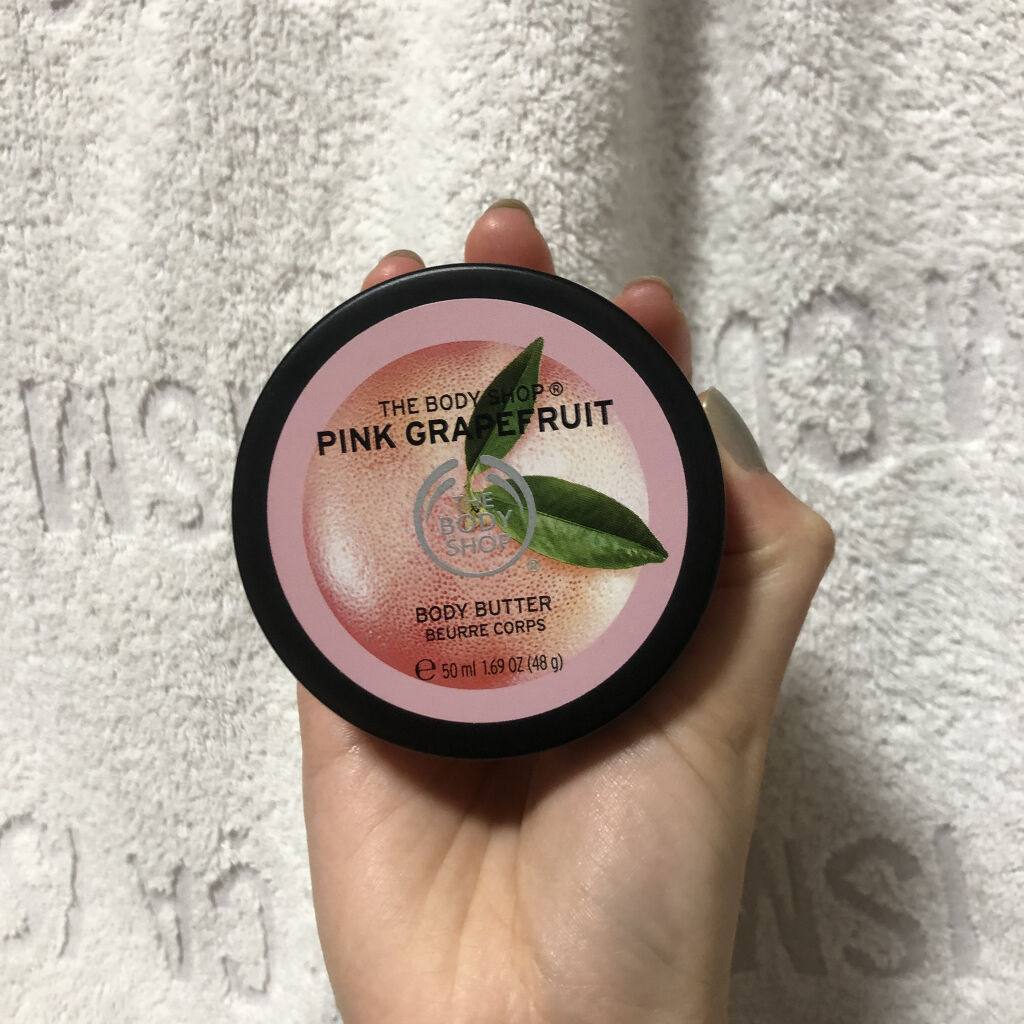 THE BODY SHOP®
PINK GRAPEFRUIT
THE
BODY
SHOP
®
BODY BUTTER
BEURRE CORPS
℮ 50 ml 1.69 OZ (48 g)